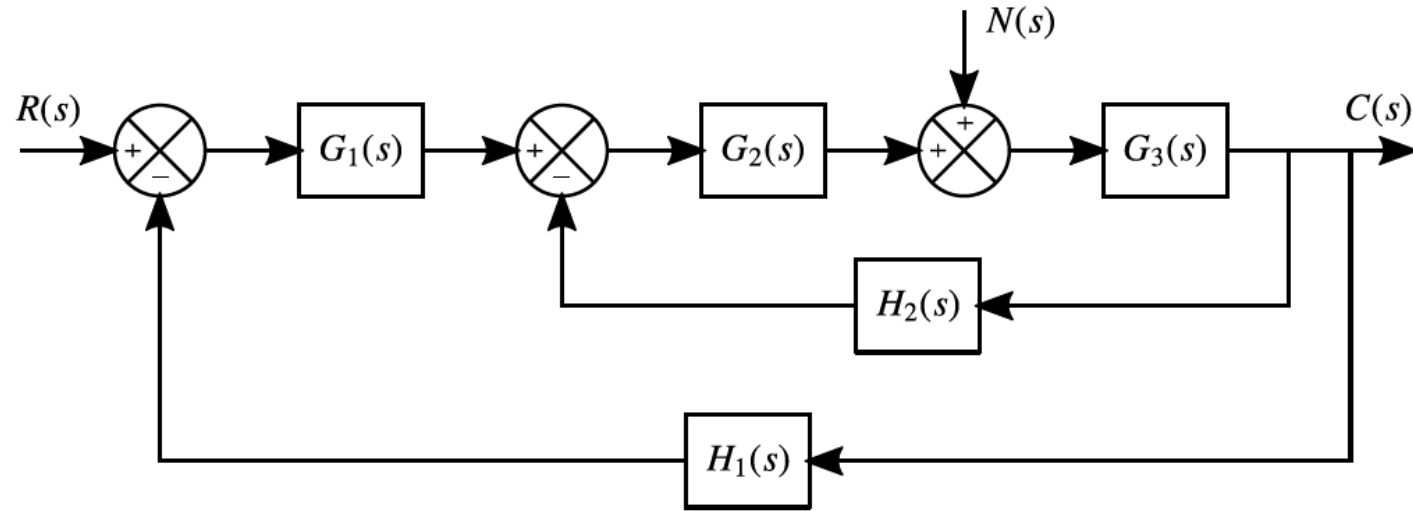 N(s)
R(s) + − G₁(s) + − G₂(s) + + G₃(s) C(s)
H₂(s)
H₁(s)